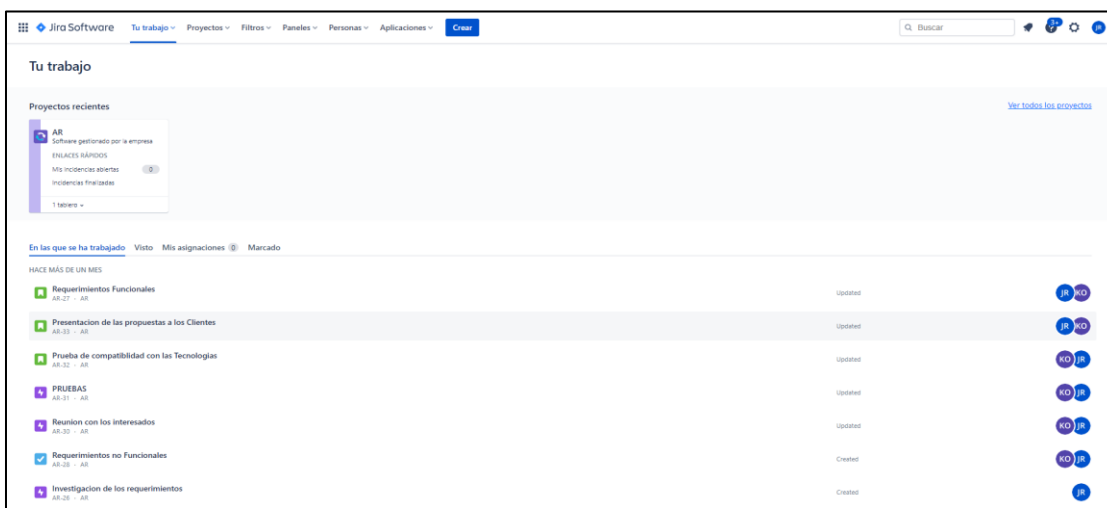 Jira Software Tu trabajo Proyectos Filtros Paneles Personas Aplicaciones Crear Buscar 3+ JR
Tu trabajo
Proyectos recientes Ver todos los proyectos
AR
Software gestionado por la empresa
ENLACES RÁPIDOS
Mis incidencias abiertas 0
Incidencias finalizadas
1 tablero
En las que se ha trabajado Visto Mis asignaciones 0 Marcado
HACE MÁS DE UN MES
Requerimientos Funcionales
AR-27 · AR Updated JR KO
Presentacion de las propuestas a los Clientes
AR-33 · AR Updated JR KO
Prueba de compatiblidad con las Tecnologias
AR-32 · AR Updated KO JR
PRUEBAS
AR-31 · AR Updated KO JR
Reunion con los interesados
AR-30 · AR Updated KO JR
Requerimientos no Funcionales
AR-28 · AR Created KO JR
Investigacion de los requerimientos
AR-26 · AR Created JR